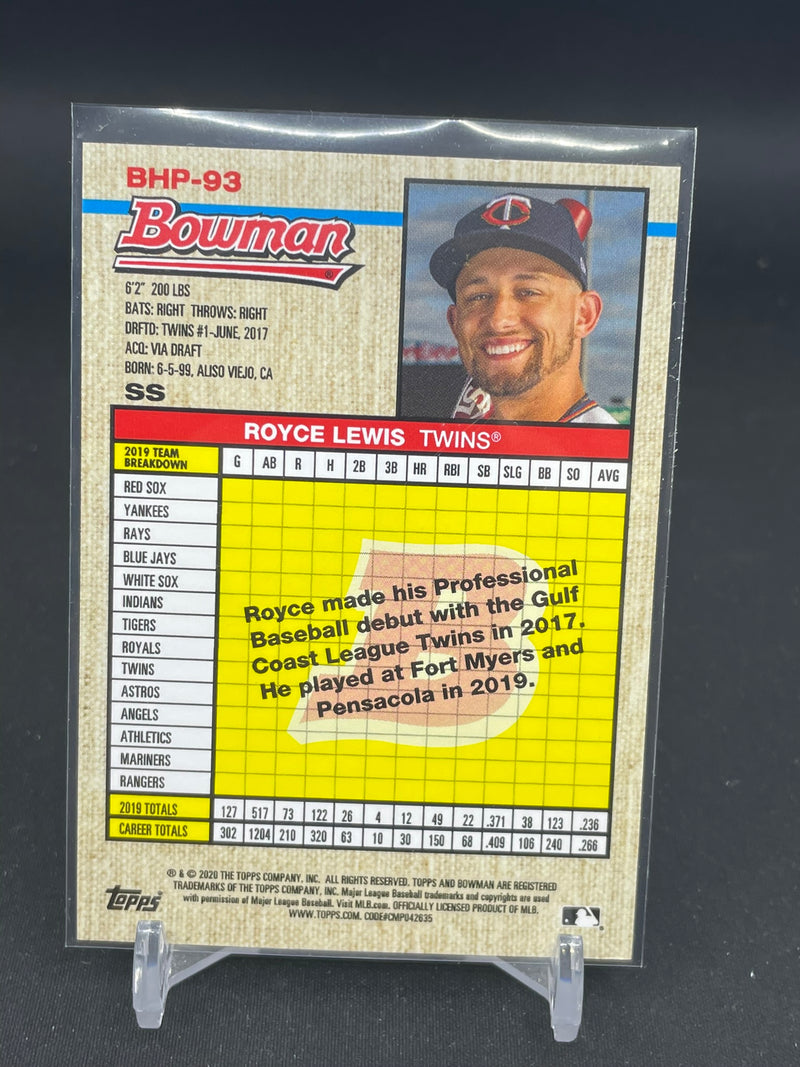 BHP-93
Bowman®
6'2" 200 LBS
BATS: RIGHT THROWS: RIGHT
DRFTD: TWINS #1-JUNE, 2017
ACQ: VIA DRAFT
BORN: 6-5-99, ALISO VIEJO, CA
SS
ROYCE LEWIS TWINS®
2019 TEAM BREAKDOWN G AB R H 2B 3B HR RBI SB SLG BB SO AVG
RED SOX
YANKEES
RAYS
BLUE JAYS
WHITE SOX
INDIANS
TIGERS
ROYALS
TWINS
ASTROS
ANGELS
ATHLETICS
MARINERS
RANGERS
Royce made his Professional
Baseball debut with the Gulf
Coast League Twins in 2017.
He played at Fort Myers and
Pensacola in 2019.
2019 TOTALS 127 517 73 122 26 4 12 49 22 .371 38 123 .236
CAREER TOTALS 302 1204 210 320 63 10 30 150 68 .409 106 240 .266
® & © 2020 THE TOPPS COMPANY, INC. ALL RIGHTS RESERVED. TOPPS AND BOWMAN ARE REGISTERED
TRADEMARKS OF THE TOPPS COMPANY, INC. Major League Baseball trademarks and copyrights are used
with permission of Major League Baseball. Visit MLB.com. OFFICIALLY LICENSED PRODUCT OF MLB.
WWW.TOPPS.COM. CODE#CMP042635
Topps®